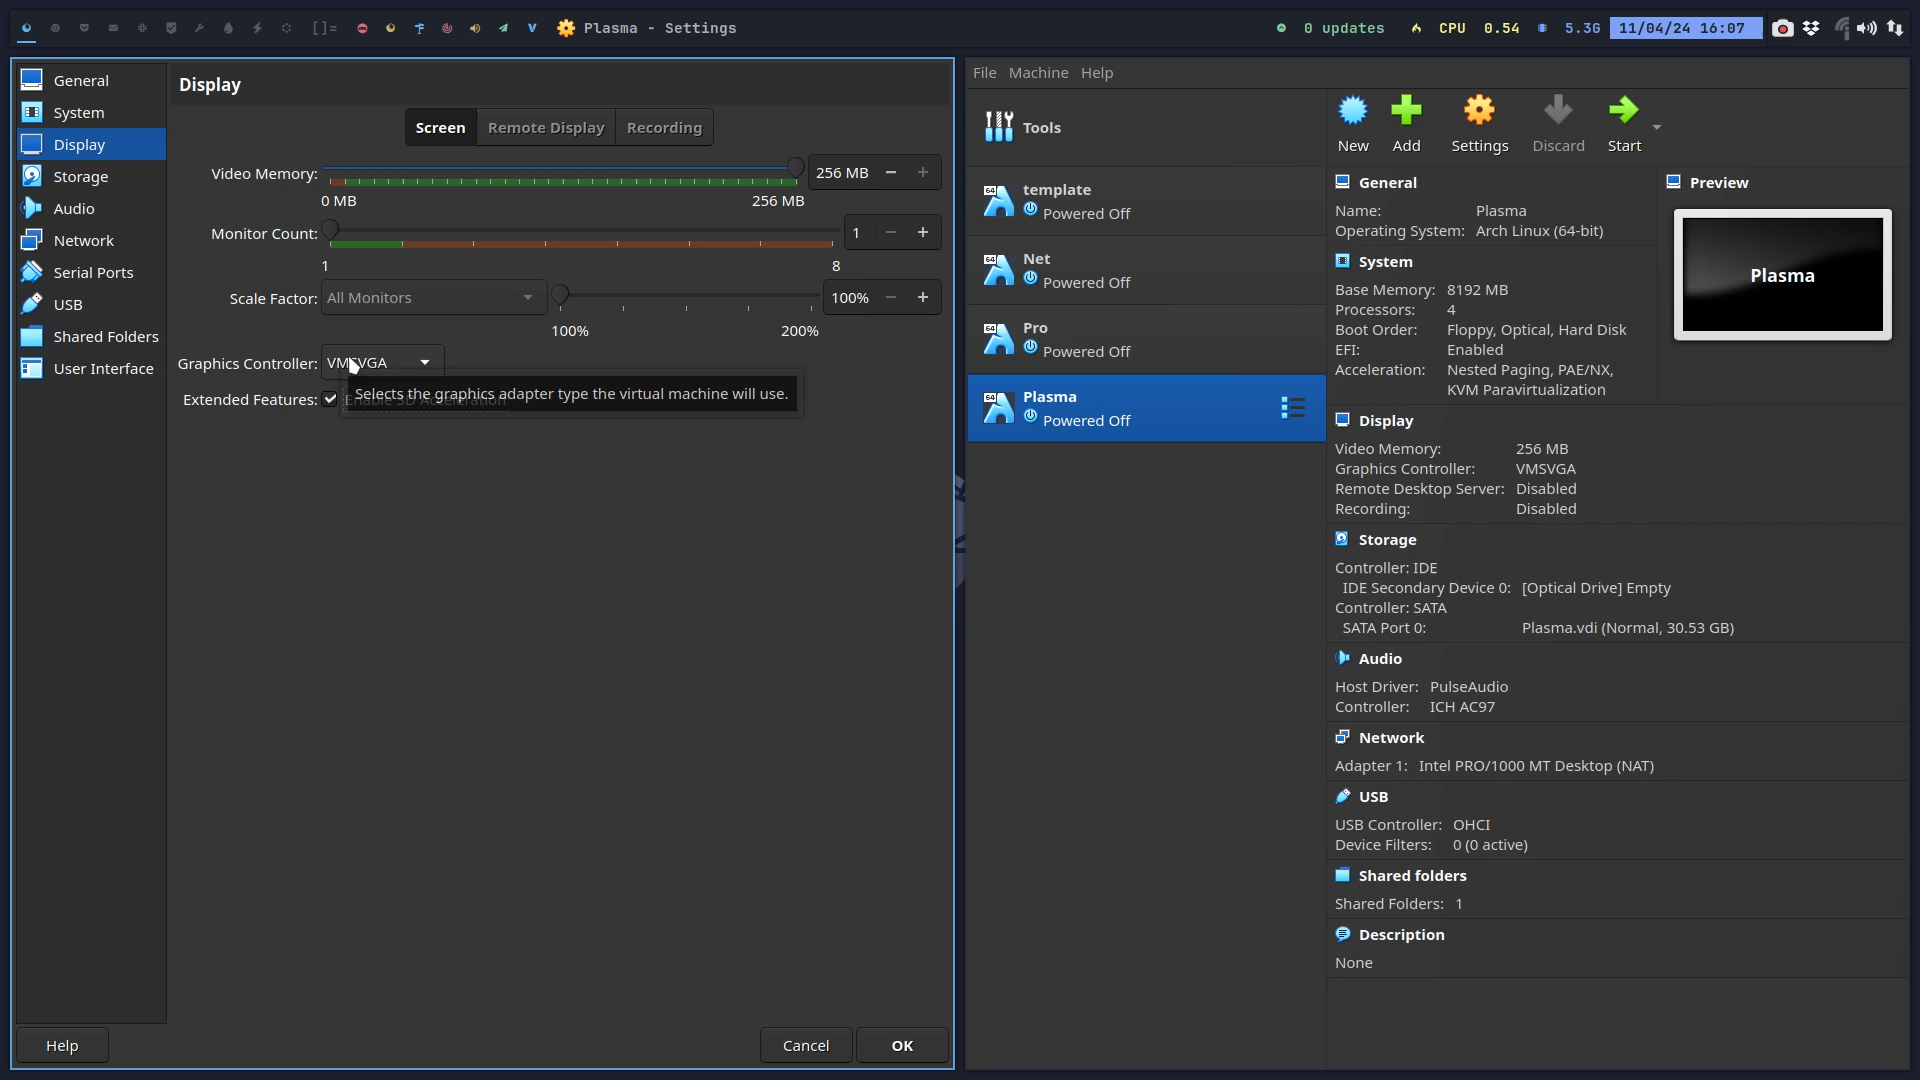 []=
V
Plasma - Settings
0 updates
CPU 0.54
5.3G
11/04/24 16:07
General
System
Display
Storage
Audio
Network
Serial Ports
USB
Shared Folders
User Interface
Display
Screen
Remote Display
Recording
Video Memory:
256 MB
0 MB
256 MB
Monitor Count:
1
1
8
Scale Factor:
All Monitors
100%
100%
200%
Graphics Controller:
VMSVGA
Extended Features:
Enable 3D Acceleration
Selects the graphics adapter type the virtual machine will use.
Help
Cancel
OK
File Machine Help
Tools
64
template
Powered Off
64
Net
Powered Off
64
Pro
Powered Off
64
Plasma
Powered Off
New
Add
Settings
Discard
Start
General
Name: Plasma
Operating System: Arch Linux (64-bit)
Preview
Plasma
System
Base Memory: 8192 MB
Processors: 4
Boot Order: Floppy, Optical, Hard Disk
EFI: Enabled
Acceleration: Nested Paging, PAE/NX,
KVM Paravirtualization
Display
Video Memory: 256 MB
Graphics Controller: VMSVGA
Remote Desktop Server: Disabled
Recording: Disabled
Storage
Controller: IDE
IDE Secondary Device 0: [Optical Drive] Empty
Controller: SATA
SATA Port 0: Plasma.vdi (Normal, 30.53 GB)
Audio
Host Driver: PulseAudio
Controller: ICH AC97
Network
Adapter 1: Intel PRO/1000 MT Desktop (NAT)
USB
USB Controller: OHCI
Device Filters: 0 (0 active)
Shared folders
Shared Folders: 1
Description
None